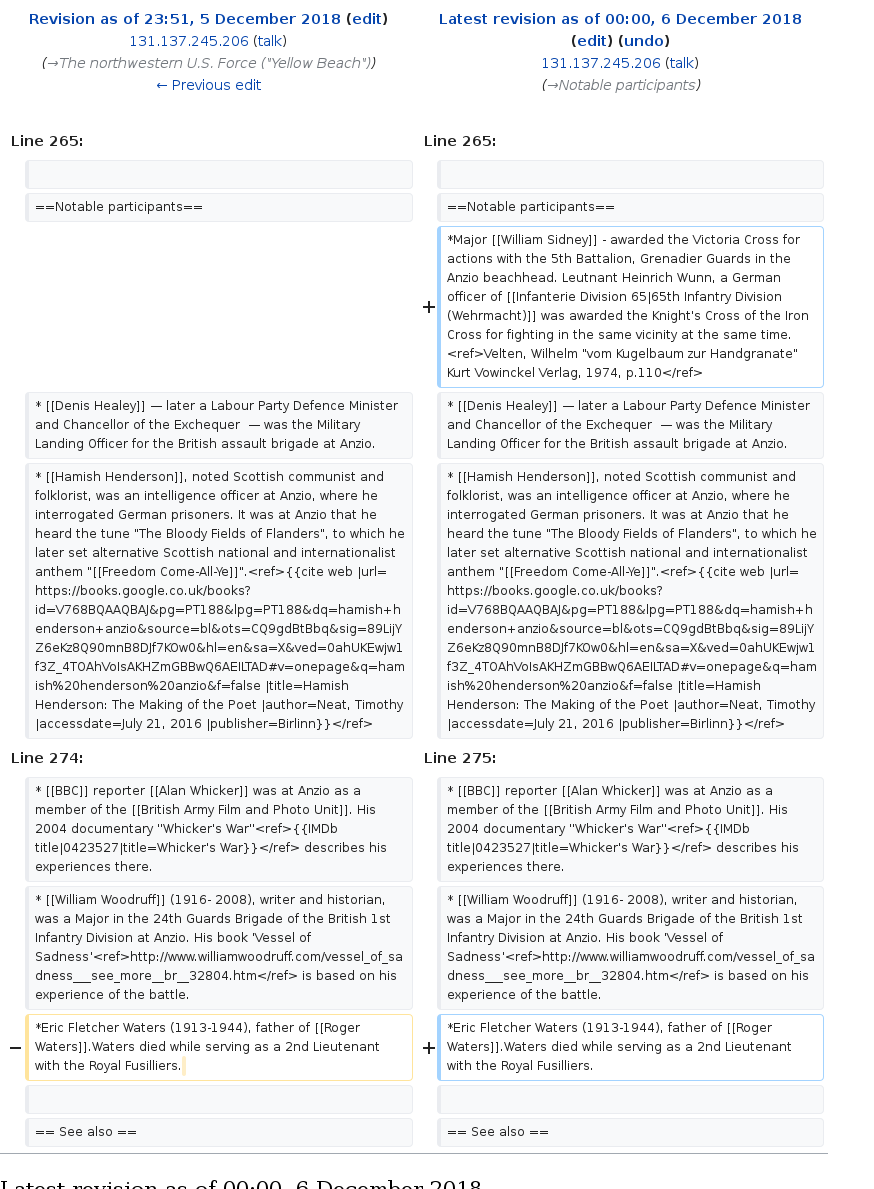 Revision as of 23:51, 5 December 2018 (edit)
131.137.245.206 (talk)
(→The northwestern U.S. Force ("Yellow Beach"))
← Previous edit
Latest revision as of 00:00, 6 December 2018
(edit) (undo)
131.137.245.206 (talk)
(→Notable participants)
Line 265:
Line 265:
==Notable participants==
==Notable participants==
+
*Major [[William Sidney]] - awarded the Victoria Cross for
actions with the 5th Battalion, Grenadier Guards in the
Anzio beachhead. Leutnant Heinrich Wunn, a German
officer of [[Infanterie Division 65|65th Infantry Division
(Wehrmacht)]] was awarded the Knight's Cross of the Iron
Cross for fighting in the same vicinity at the same time.
<ref>Velten, Wilhelm "vom Kugelbaum zur Handgranate"
Kurt Vowinckel Verlag, 1974, p.110</ref>
* [[Denis Healey]] — later a Labour Party Defence Minister
and Chancellor of the Exchequer  — was the Military
Landing Officer for the British assault brigade at Anzio.
* [[Denis Healey]] — later a Labour Party Defence Minister
and Chancellor of the Exchequer  — was the Military
Landing Officer for the British assault brigade at Anzio.
* [[Hamish Henderson]], noted Scottish communist and
folklorist, was an intelligence officer at Anzio, where he
interrogated German prisoners. It was at Anzio that he
heard the tune "The Bloody Fields of Flanders", to which he
later set alternative Scottish national and internationalist
anthem "[[Freedom Come-All-Ye]]".<ref>{{cite web |url=
https://books.google.co.uk/books?
id=V768BQAAQBAJ&pg=PT188&lpg=PT188&dq=hamish+h
enderson+anzio&source=bl&ots=CQ9gdBtBbq&sig=89LijY
Z6eKz8Q90mnB8DJf7KOw0&hl=en&sa=X&ved=0ahUKEwjw1
f3Z_4TOAhVoIsAKHZmGBBwQ6AEILTAD#v=onepage&q=ham
ish%20henderson%20anzio&f=false |title=Hamish
Henderson: The Making of the Poet |author=Neat, Timothy
|accessdate=July 21, 2016 |publisher=Birlinn}}</ref>
* [[Hamish Henderson]], noted Scottish communist and
folklorist, was an intelligence officer at Anzio, where he
interrogated German prisoners. It was at Anzio that he
heard the tune "The Bloody Fields of Flanders", to which he
later set alternative Scottish national and internationalist
anthem "[[Freedom Come-All-Ye]]".<ref>{{cite web |url=
https://books.google.co.uk/books?
id=V768BQAAQBAJ&pg=PT188&lpg=PT188&dq=hamish+h
enderson+anzio&source=bl&ots=CQ9gdBtBbq&sig=89LijY
Z6eKz8Q90mnB8DJf7KOw0&hl=en&sa=X&ved=0ahUKEwjw1
f3Z_4TOAhVoIsAKHZmGBBwQ6AEILTAD#v=onepage&q=ham
ish%20henderson%20anzio&f=false |title=Hamish
Henderson: The Making of the Poet |author=Neat, Timothy
|accessdate=July 21, 2016 |publisher=Birlinn}}</ref>
Line 274:
Line 275:
* [[BBC]] reporter [[Alan Whicker]] was at Anzio as a
member of the [[British Army Film and Photo Unit]]. His
2004 documentary ''Whicker's War''<ref>{{IMDb
title|0423527|title=Whicker's War}}</ref> describes his
experiences there.
* [[BBC]] reporter [[Alan Whicker]] was at Anzio as a
member of the [[British Army Film and Photo Unit]]. His
2004 documentary ''Whicker's War''<ref>{{IMDb
title|0423527|title=Whicker's War}}</ref> describes his
experiences there.
* [[William Woodruff]] (1916- 2008), writer and historian,
was a Major in the 24th Guards Brigade of the British 1st
Infantry Division at Anzio. His book 'Vessel of
Sadness'<ref>http://www.williamwoodruff.com/vessel_of_sa
dness___see_more__br__32804.htm</ref> is based on his
experience of the battle.
* [[William Woodruff]] (1916- 2008), writer and historian,
was a Major in the 24th Guards Brigade of the British 1st
Infantry Division at Anzio. His book 'Vessel of
Sadness'<ref>http://www.williamwoodruff.com/vessel_of_sa
dness___see_more__br__32804.htm</ref> is based on his
experience of the battle.
−
*Eric Fletcher Waters (1913-1944), father of [[Roger
Waters]].Waters died while serving as a 2nd Lieutenant
with the Royal Fusilliers.
+
*Eric Fletcher Waters (1913-1944), father of [[Roger
Waters]].Waters died while serving as a 2nd Lieutenant
with the Royal Fusilliers.
== See also ==
== See also ==
Latest revision as of 00:00, 6 December 2018